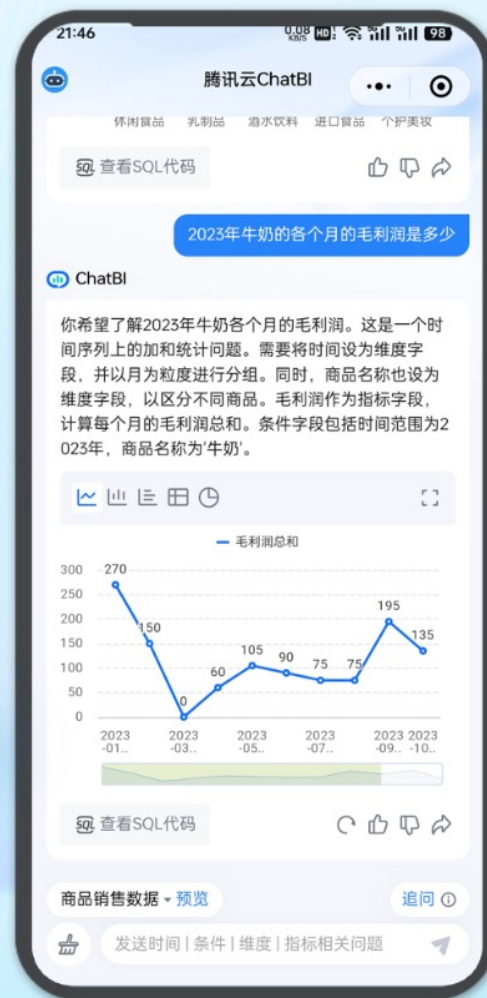 21:46
0.08 KB/S HD 5G 5G 98
腾讯云ChatBI
休闲食品 乳制品 酒水饮料 进口食品 个护美妆
SQL 查看SQL代码
2023年牛奶的各个月的毛利润是多少
ChatBI
你希望了解2023年牛奶各个月的毛利润。这是一个时
间序列上的加和统计问题。需要将时间设为维度字
段，并以月为粒度进行分组。同时，商品名称也设为
维度字段，以区分不同商品。毛利润作为指标字段，
计算每个月的毛利润总和。条件字段包括时间范围为2
023年，商品名称为'牛奶'。
毛利润总和
300
250
200
150
100
50
0
270
150
0
60
105
90
75
75
195
135
2023 2023 2023 2023 2023 2023
-01.. -03.. -05.. -07.. -09.. -10..
SQL 查看SQL代码
商品销售数据 预览 追问
发送时间 | 条件 | 维度 | 指标相关问题